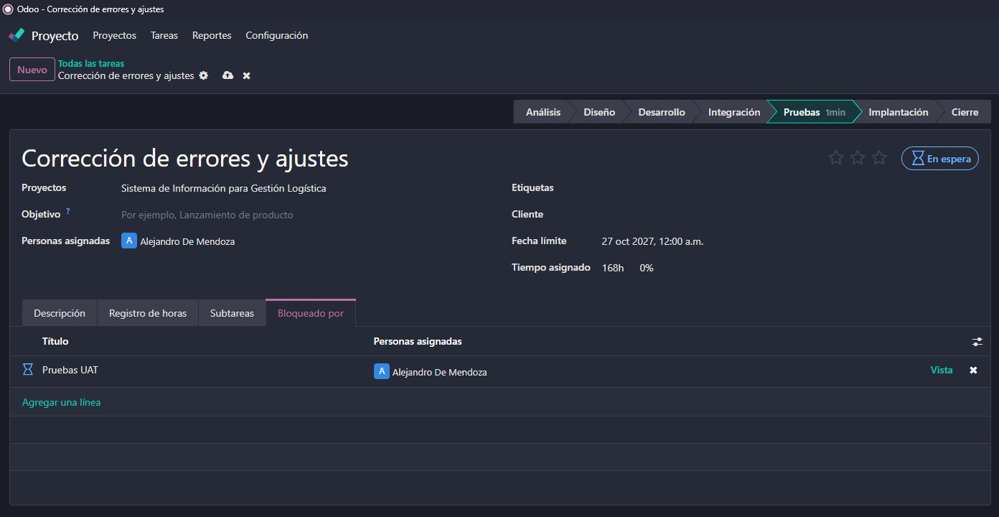 Odoo - Corrección de errores y ajustes
Proyecto Proyectos Tareas Reportes Configuración
Nuevo
Todas las tareas
Corrección de errores y ajustes
Análisis Diseño Desarrollo Integración Pruebas 1min Implantación Cierre
Corrección de errores y ajustes
En espera
Proyectos Sistema de Información para Gestión Logística
Etiquetas
Objetivo ? Por ejemplo, Lanzamiento de producto
Cliente
Personas asignadas A Alejandro De Mendoza
Fecha límite 27 oct 2027, 12:00 a.m.
Tiempo asignado 168h 0%
Descripción Registro de horas Subtareas Bloqueado por
Título Personas asignadas
Pruebas UAT A Alejandro De Mendoza Vista
Agregar una línea